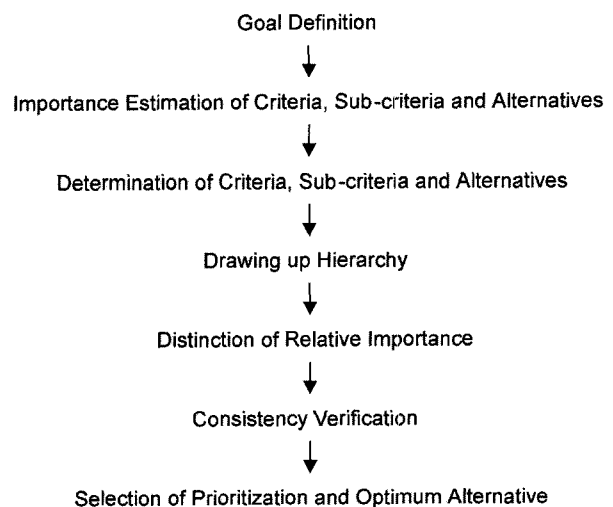 Goal Definition
Importance Estimation of Criteria, Sub-criteria and Alternatives
Determination of Criteria, Sub-criteria and Alternatives
Drawing up Hierarchy
Distinction of Relative Importance
Consistency Verification
Selection of Prioritization and Optimum Alternative